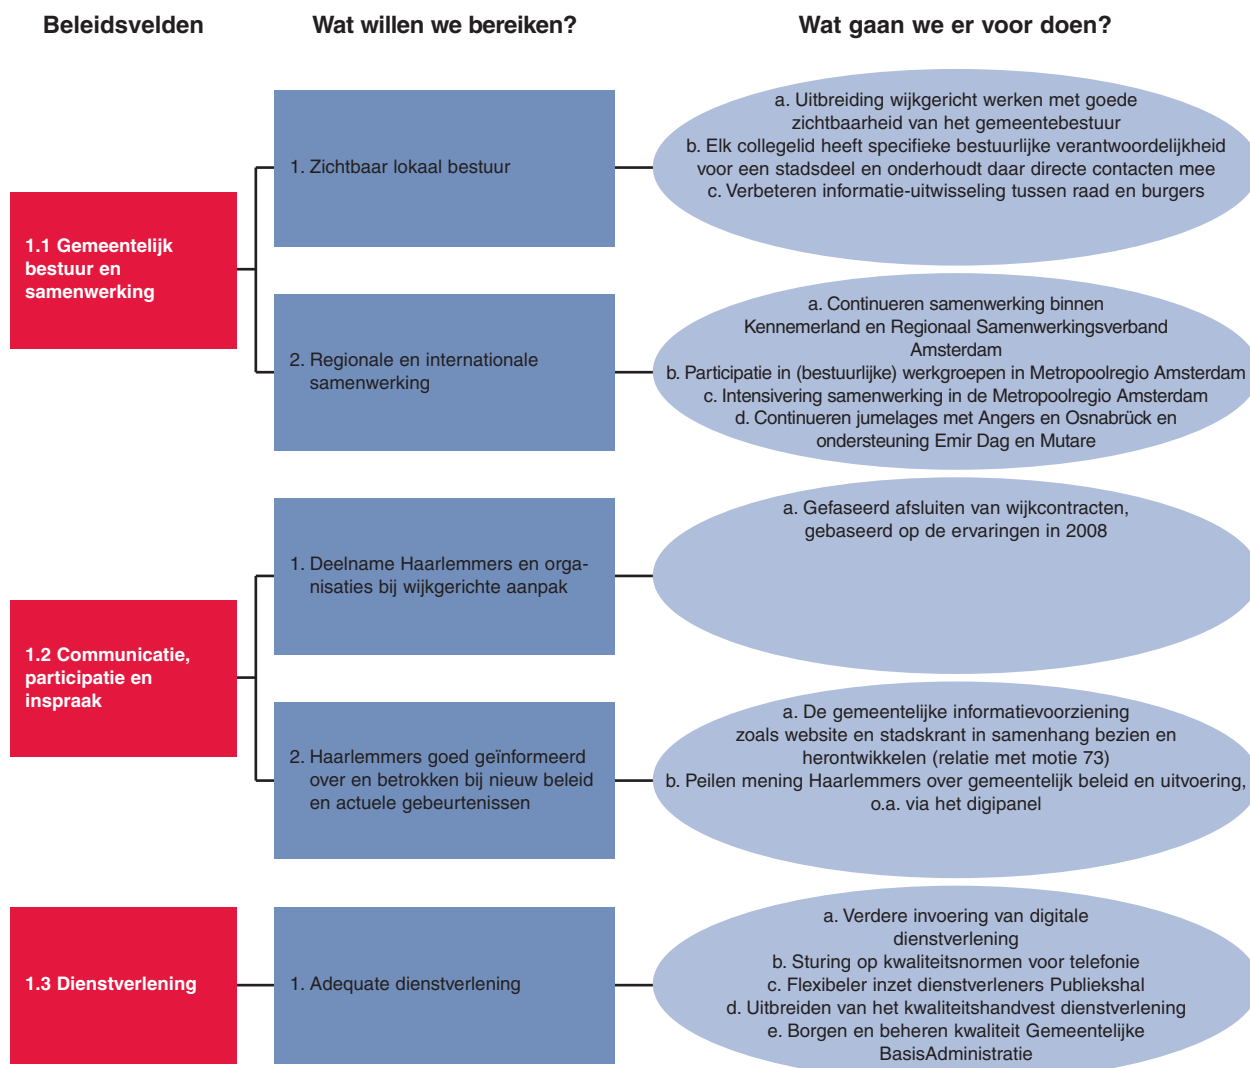 Beleidsvelden
Wat willen we bereiken?
Wat gaan we er voor doen?
1.1 Gemeentelijk
bestuur en
samenwerking
1. Zichtbaar lokaal bestuur
a. Uitbreiding wijkgericht werken met goede
zichtbaarheid van het gemeentebestuur
b. Elk collegelid heeft specifieke bestuurlijke verantwoordelijkheid
voor een stadsdeel en onderhoudt daar directe contacten mee
c. Verbeteren informatie-uitwisseling tussen raad en burgers
2. Regionale en internationale
samenwerking
a. Continueren samenwerking binnen
Kennemerland en Regionaal Samenwerkingsverband
Amsterdam
b. Participatie in (bestuurlijke) werkgroepen in Metropoolregio Amsterdam
c. Intensivering samenwerking in de Metropoolregio Amsterdam
d. Continueren jumelages met Angers en Osnabrück en
ondersteuning Emir Dag en Mutare
1.2 Communicatie,
participatie en
inspraak
1. Deelname Haarlemmers en orga-
nisaties bij wijkgerichte aanpak
a. Gefaseerd afsluiten van wijkcontracten,
gebaseerd op de ervaringen in 2008
2. Haarlemmers goed geïnformeerd
over en betrokken bij nieuw beleid
en actuele gebeurtenissen
a. De gemeentelijke informatievoorziening
zoals website en stadskrant in samenhang bezien en
herontwikkelen (relatie met motie 73)
b. Peilen mening Haarlemmers over gemeentelijk beleid en uitvoering,
o.a. via het digipanel
1.3 Dienstverlening
1. Adequate dienstverlening
a. Verdere invoering van digitale
dienstverlening
b. Sturing op kwaliteitsnormen voor telefonie
c. Flexibeler inzet dienstverleners Publiekshal
d. Uitbreiden van het kwaliteitshandvest dienstverlening
e. Borgen en beheren kwaliteit Gemeentelijke
BasisAdministratie